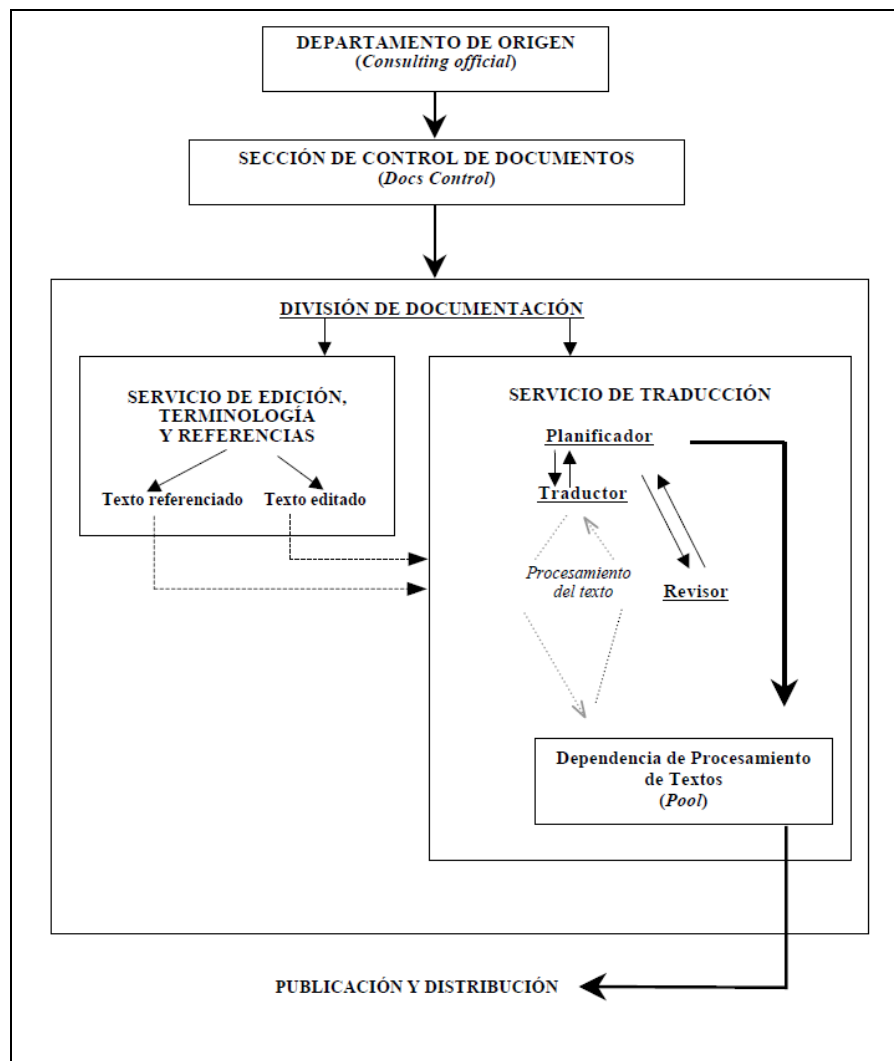 DEPARTAMENTO DE ORIGEN
(Consulting official)
SECCIÓN DE CONTROL DE DOCUMENTOS
(Docs Control)
DIVISIÓN DE DOCUMENTACIÓN
SERVICIO DE EDICIÓN,
TERMINOLOGÍA
Y REFERENCIAS
Texto referenciado
Texto editado
SERVICIO DE TRADUCCIÓN
Planificador
Traductor
Procesamiento
del texto
Revisor
Dependencia de Procesamiento
de Textos
(Pool)
PUBLICACIÓN Y DISTRIBUCIÓN